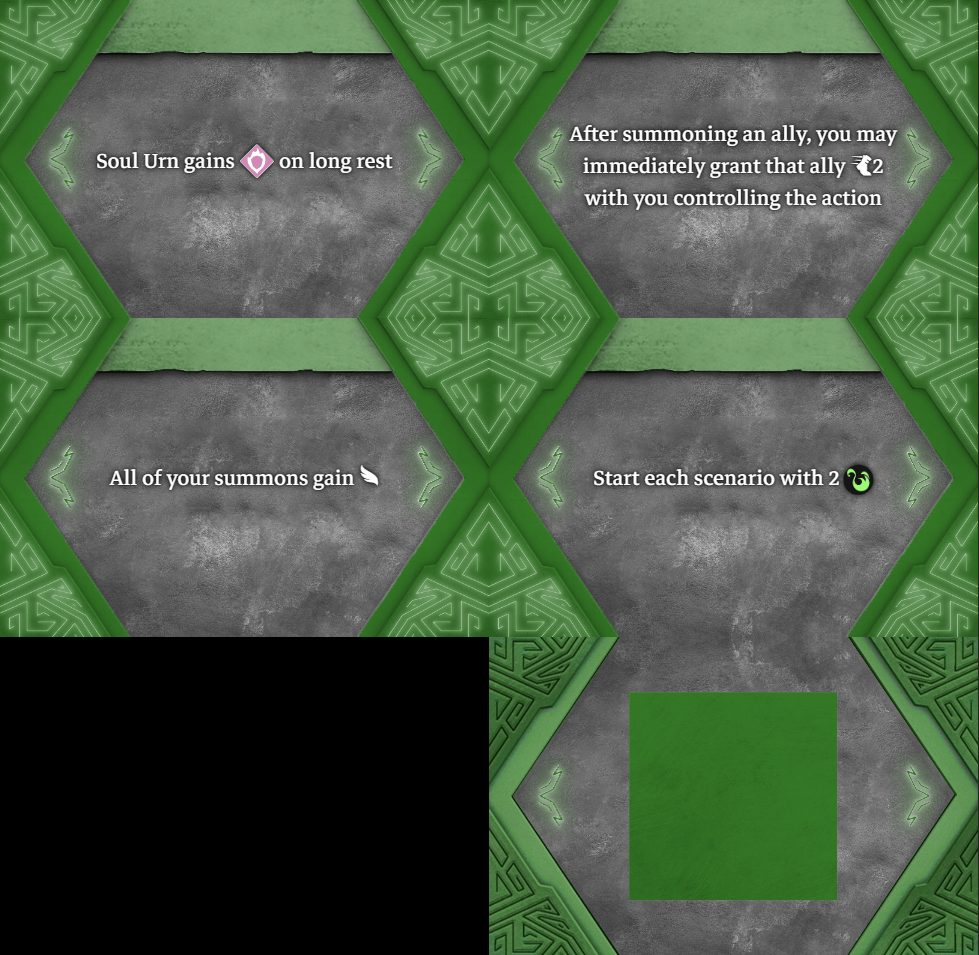 Soul Urn gains on long rest
After summoning an ally, you may
immediately grant that ally 2
with you controlling the action
All of your summons gain
Start each scenario with 2